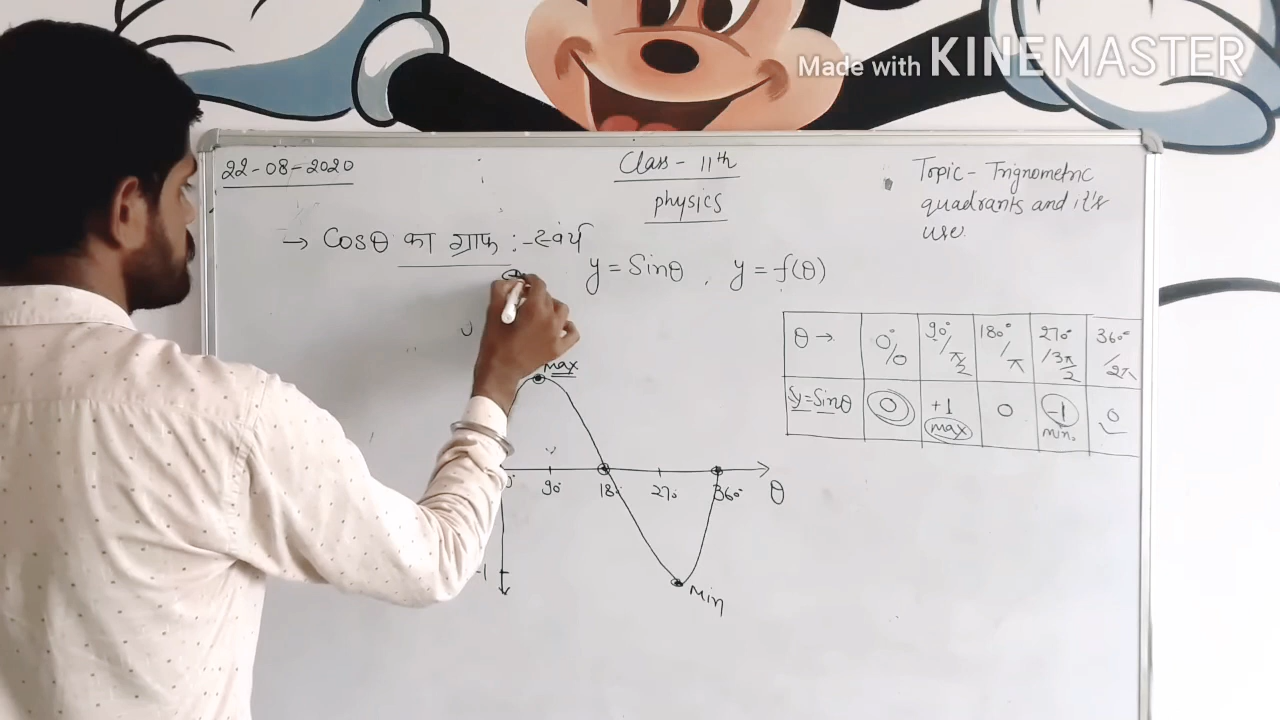 Made with KINEMASTER
22-08-2020
Class - 11th
physics
Topic - Trignometric
quadrants and it's
use.
→ Cosθ का ग्राफ :- स्वंय
y = Sinθ , y = f(θ)
θ → 0°/0 90°/π/2 180°/π 270°/3π/2 360°/2π
y=Sinθ 0 +1 max 0 -1 min. 0
max
90° 180° 270° 360° θ
-1
Min